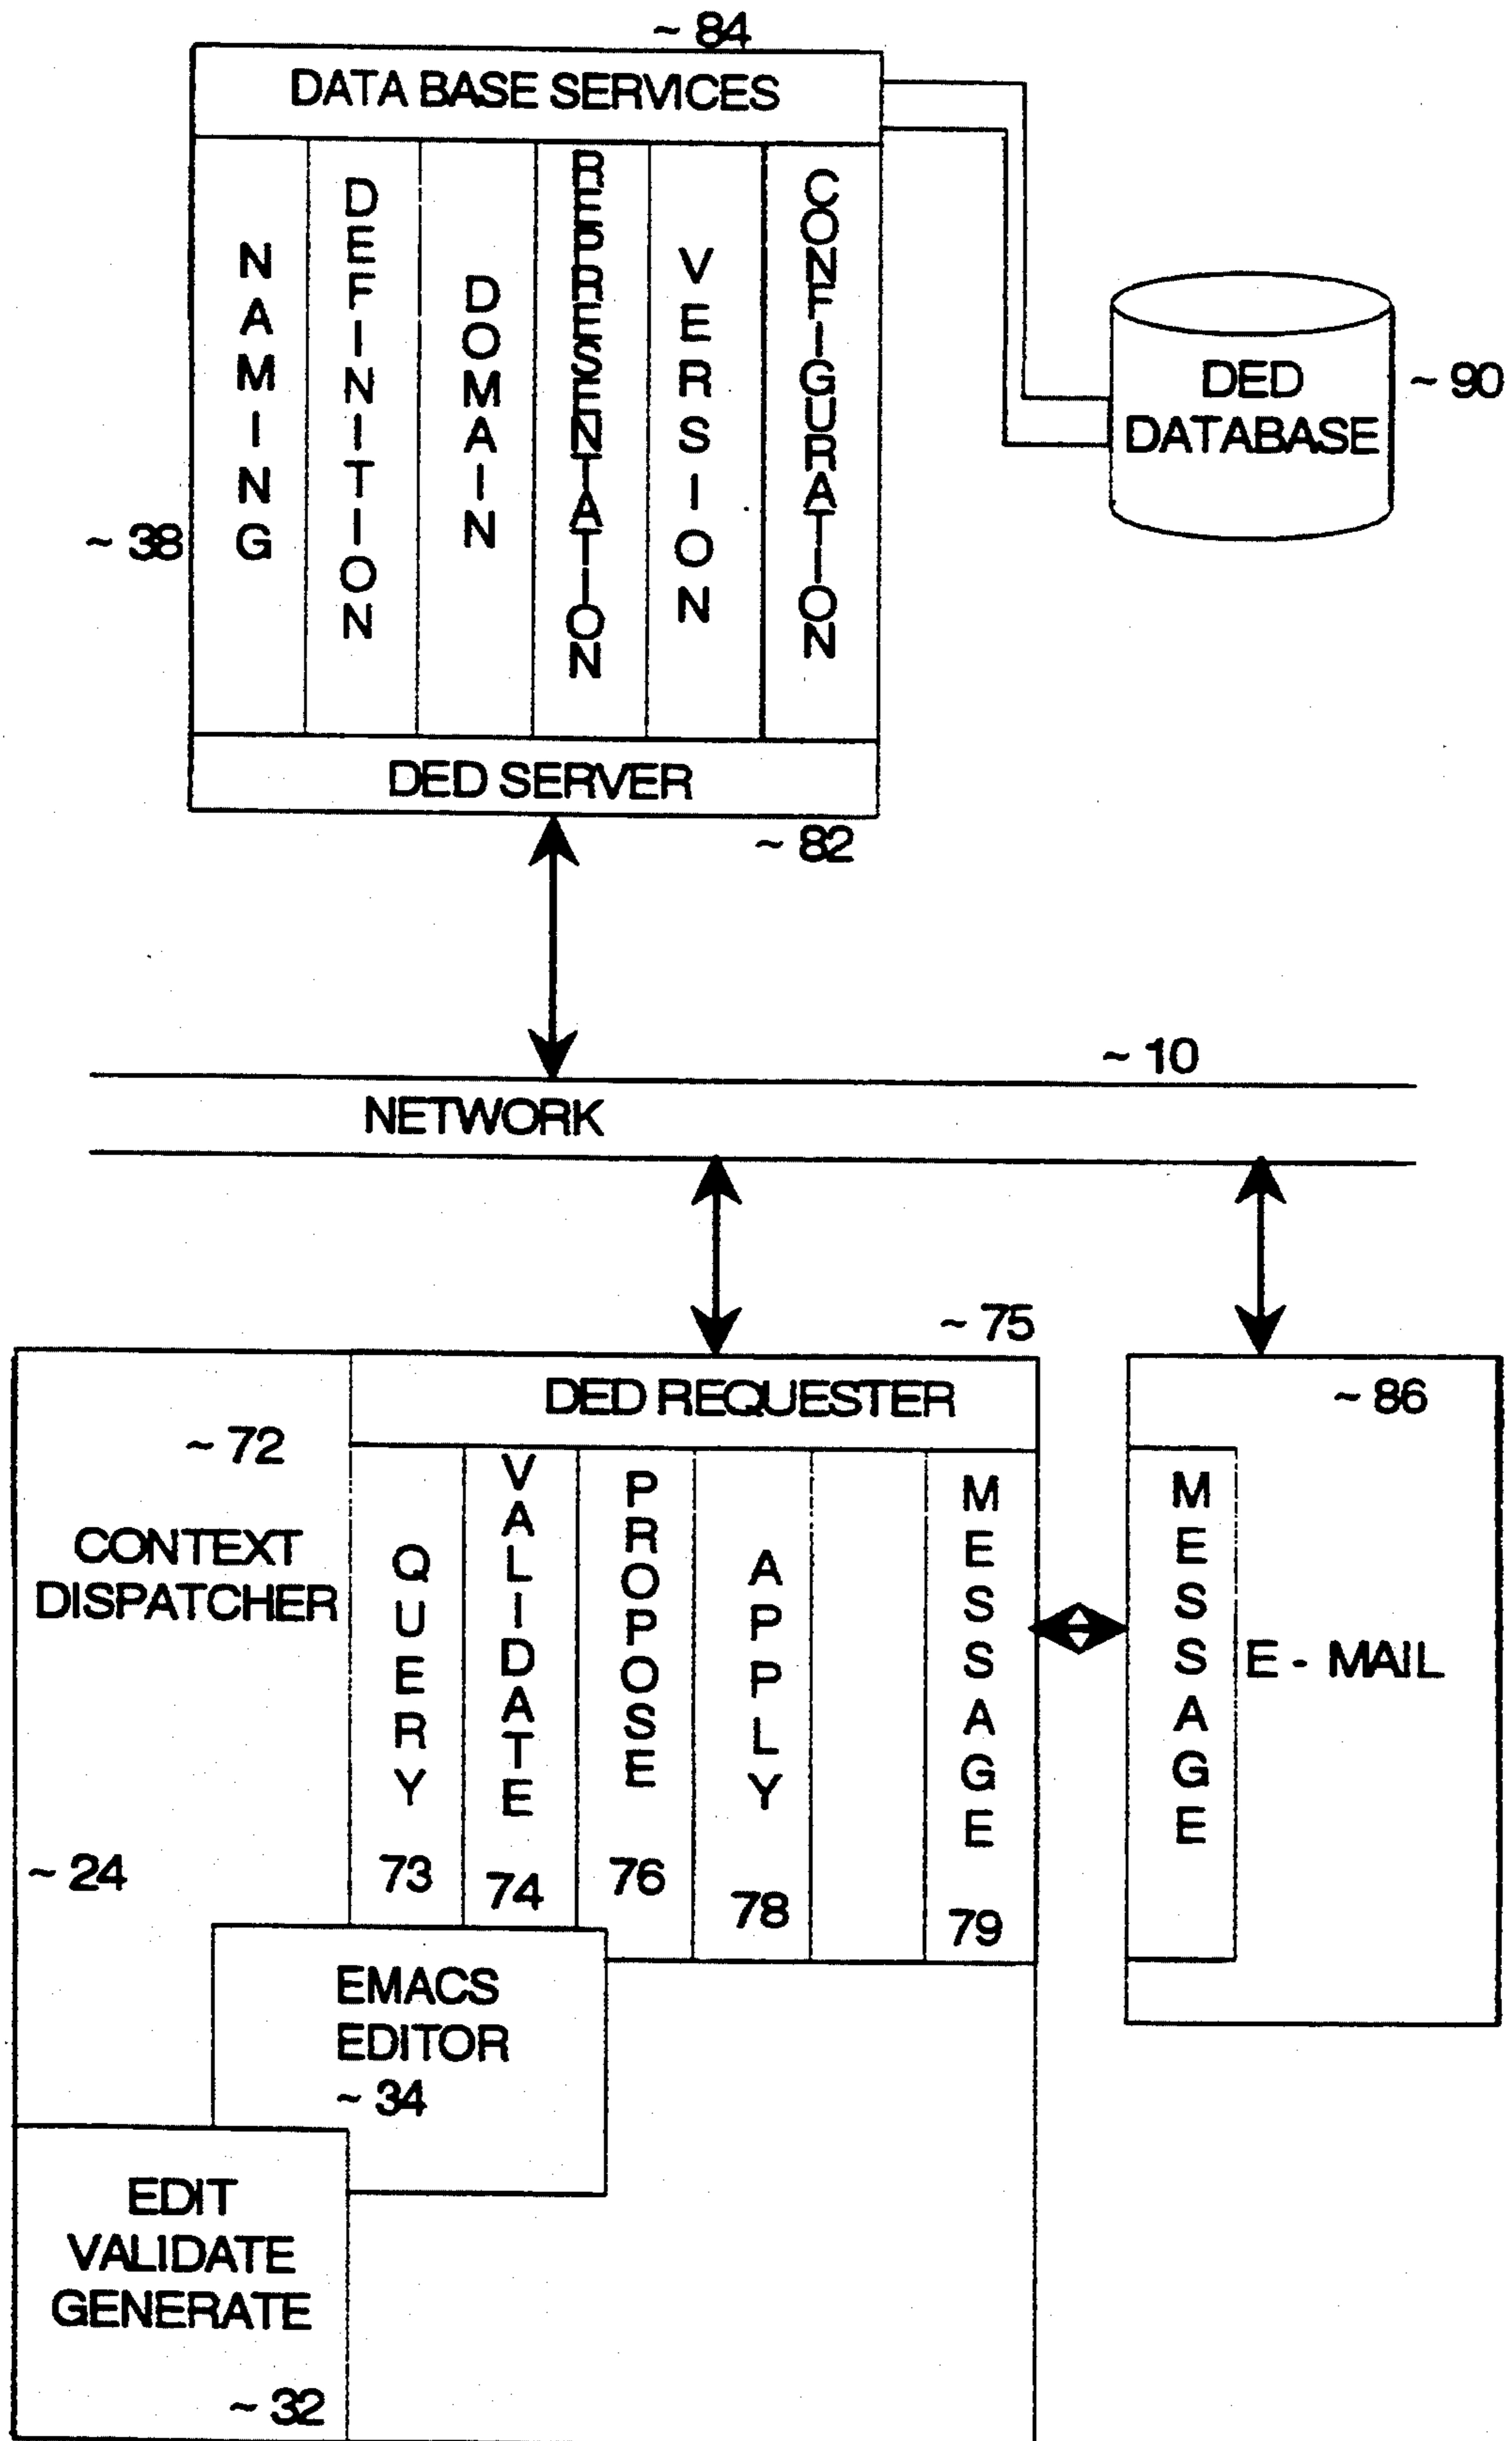 ~ 84
DATA BASE SERVICES
NAMING
DEFINITION
DOMAIN
REPRESENTATION
VERSION
CONFIGURATION
DED
DATABASE
~ 90
~ 38
DED SERVER
~ 82
~ 10
NETWORK
~ 75
DED REQUESTER
~ 86
~ 72
CONTEXT
DISPATCHER
QUERY
73
VALIDATE
74
PROPOSE
76
APPLY
78
MESSAGE
79
MESSAGE
E - MAIL
~ 24
EMACS
EDITOR
~ 34
EDIT
VALIDATE
GENERATE
~ 32